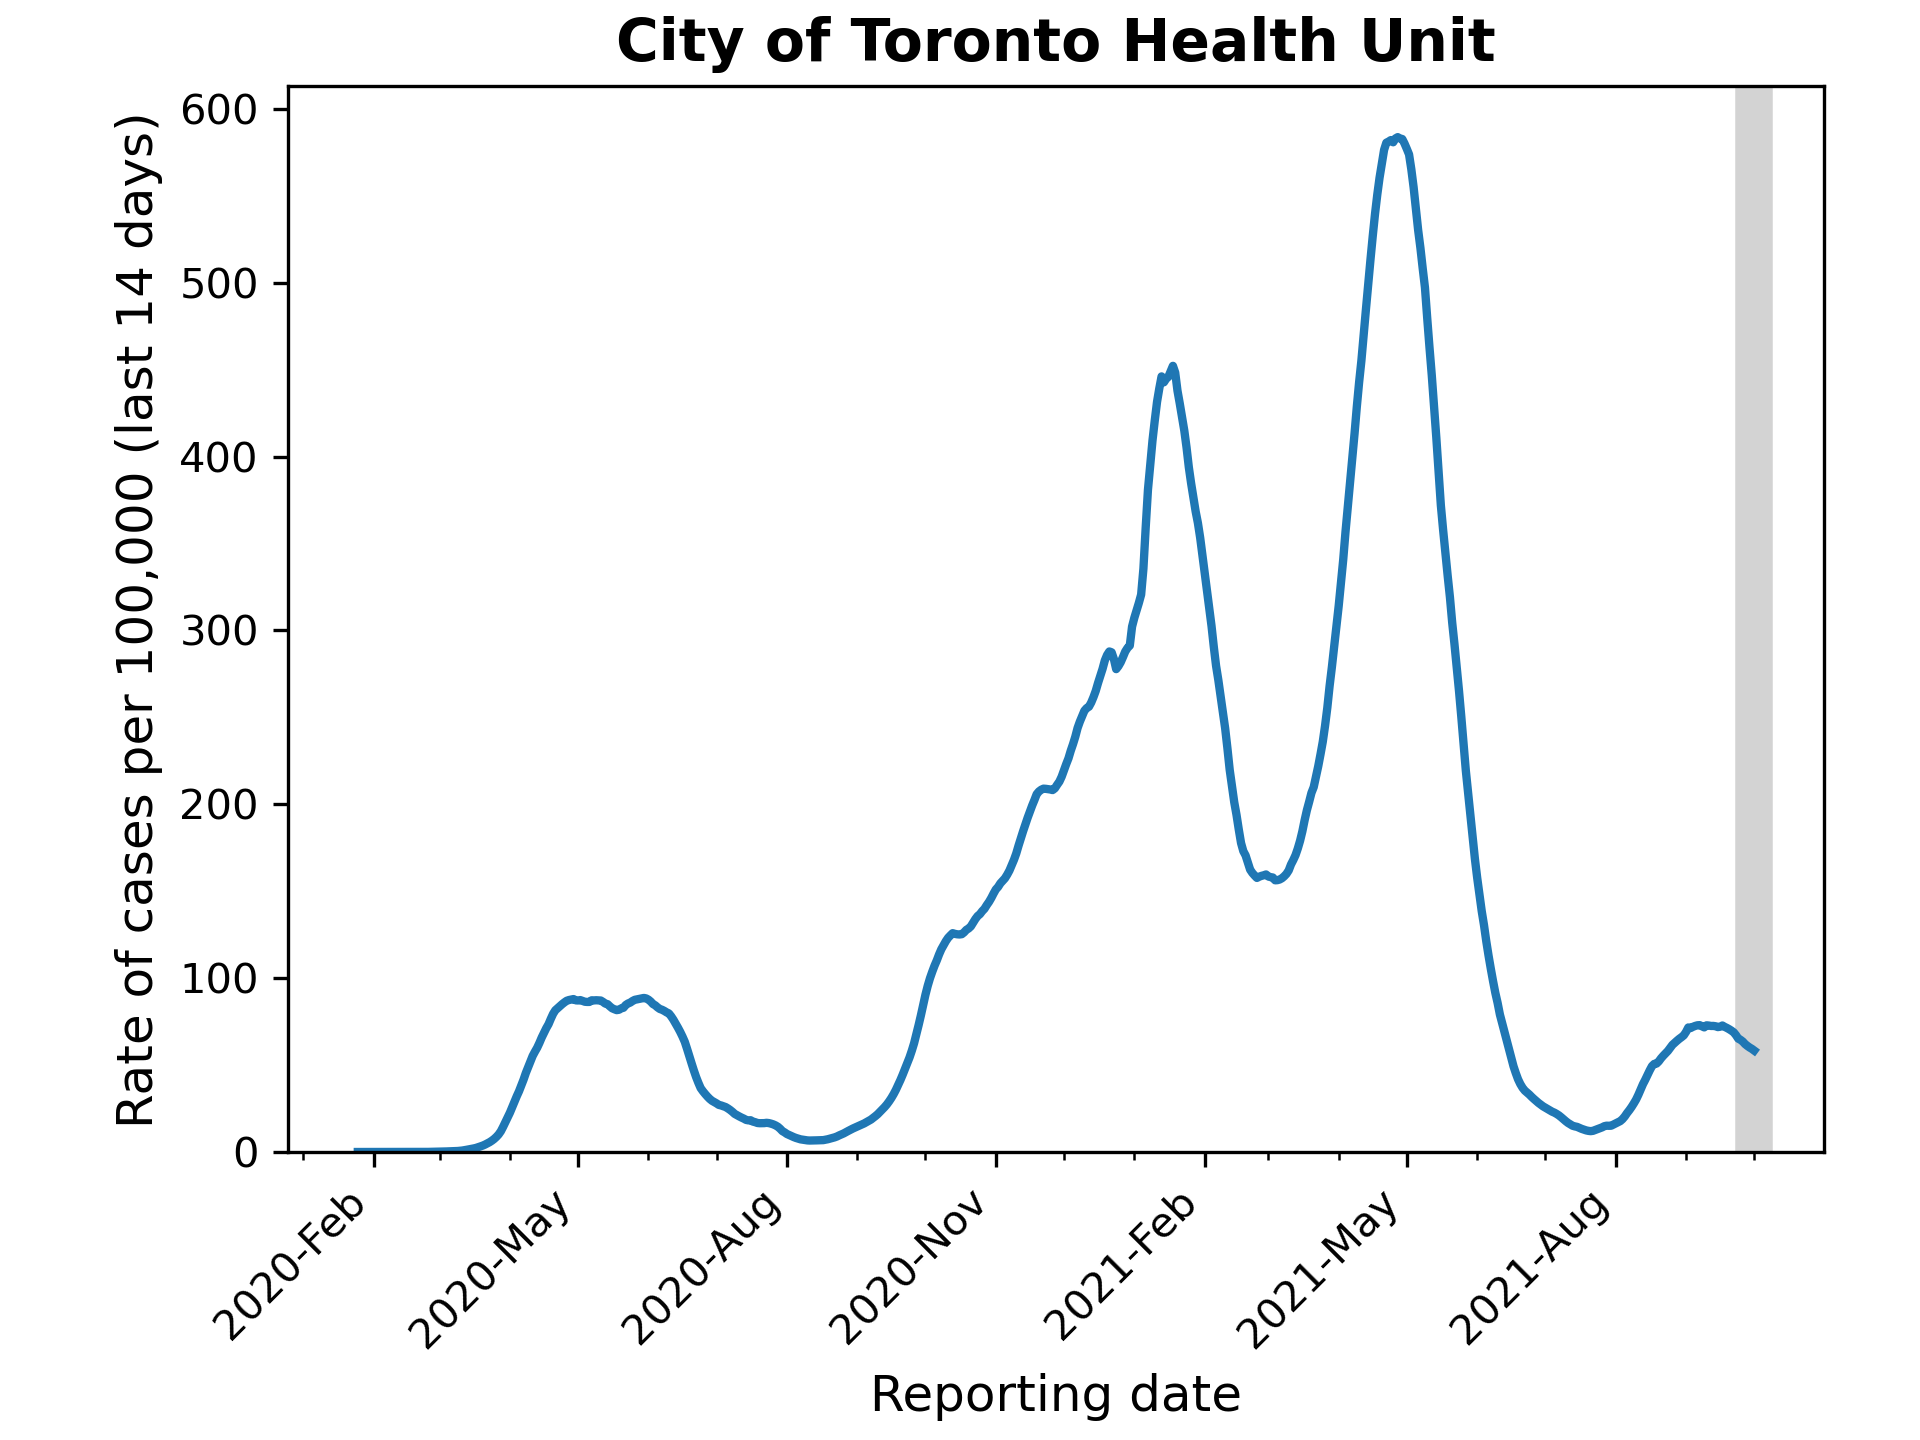 City of Toronto Health Unit
Rate of cases per 100,000 (last 14 days)
600
500
400
300
200
100
0
2020-Feb
2020-May
2020-Aug
2020-Nov
2021-Feb
2021-May
2021-Aug
Reporting date